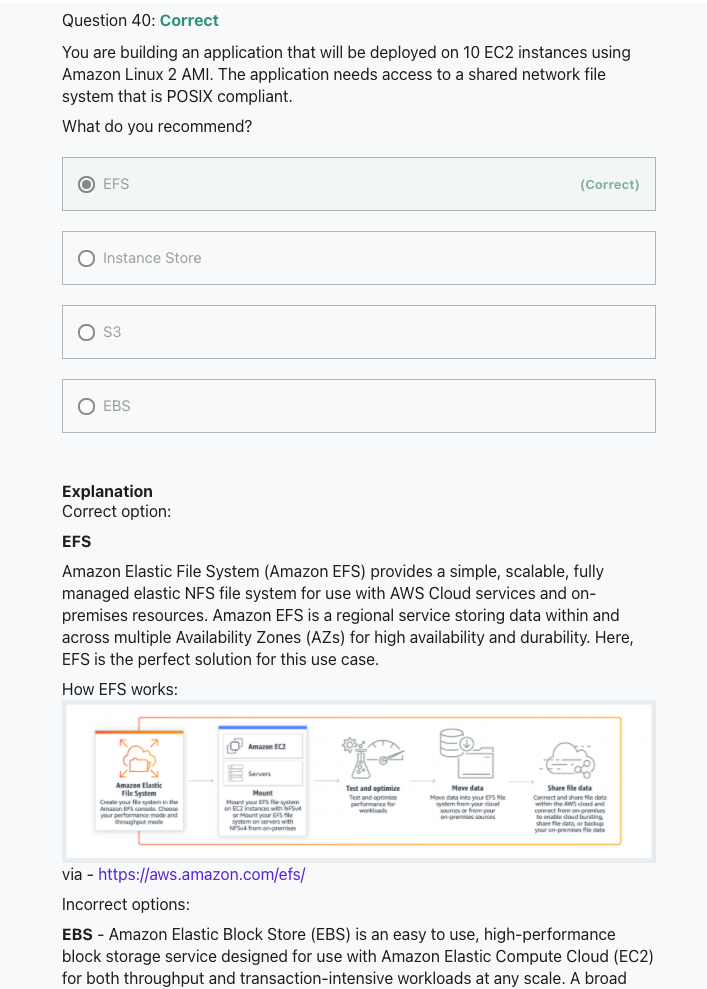 Question 40: Correct
You are building an application that will be deployed on 10 EC2 instances using
Amazon Linux 2 AMI. The application needs access to a shared network file
system that is POSIX compliant.
What do you recommend?
EFS
(Correct)
Instance Store
S3
EBS
Explanation
Correct option:
EFS
Amazon Elastic File System (Amazon EFS) provides a simple, scalable, fully
managed elastic NFS file system for use with AWS Cloud services and on-
premises resources. Amazon EFS is a regional service storing data within and
across multiple Availability Zones (AZs) for high availability and durability. Here,
EFS is the perfect solution for this use case.
How EFS works:
Amazon Elastic
File System
Create your file system in the
Amazon EFS console. Choose
your performance mode and
throughput mode
Amazon EC2
Servers
Mount
Mount your EFS file system
on EC2 instances with NFSv4
or Mount your EFS file
system on servers with
NFSv4 from on-premises
Test and optimize
Test and optimize
performance for
workloads
Move data
Move data into your EFS file
system from your cloud
sources or from your
on-premises sources
Share file data
Connect and share file data
within the AWS cloud and
connect from on-premises
to enable cloud bursting,
share file data, or backup
your on-premises file data
via - https://aws.amazon.com/efs/
Incorrect options:
EBS - Amazon Elastic Block Store (EBS) is an easy to use, high-performance
block storage service designed for use with Amazon Elastic Compute Cloud (EC2)
for both throughput and transaction-intensive workloads at any scale. A broad